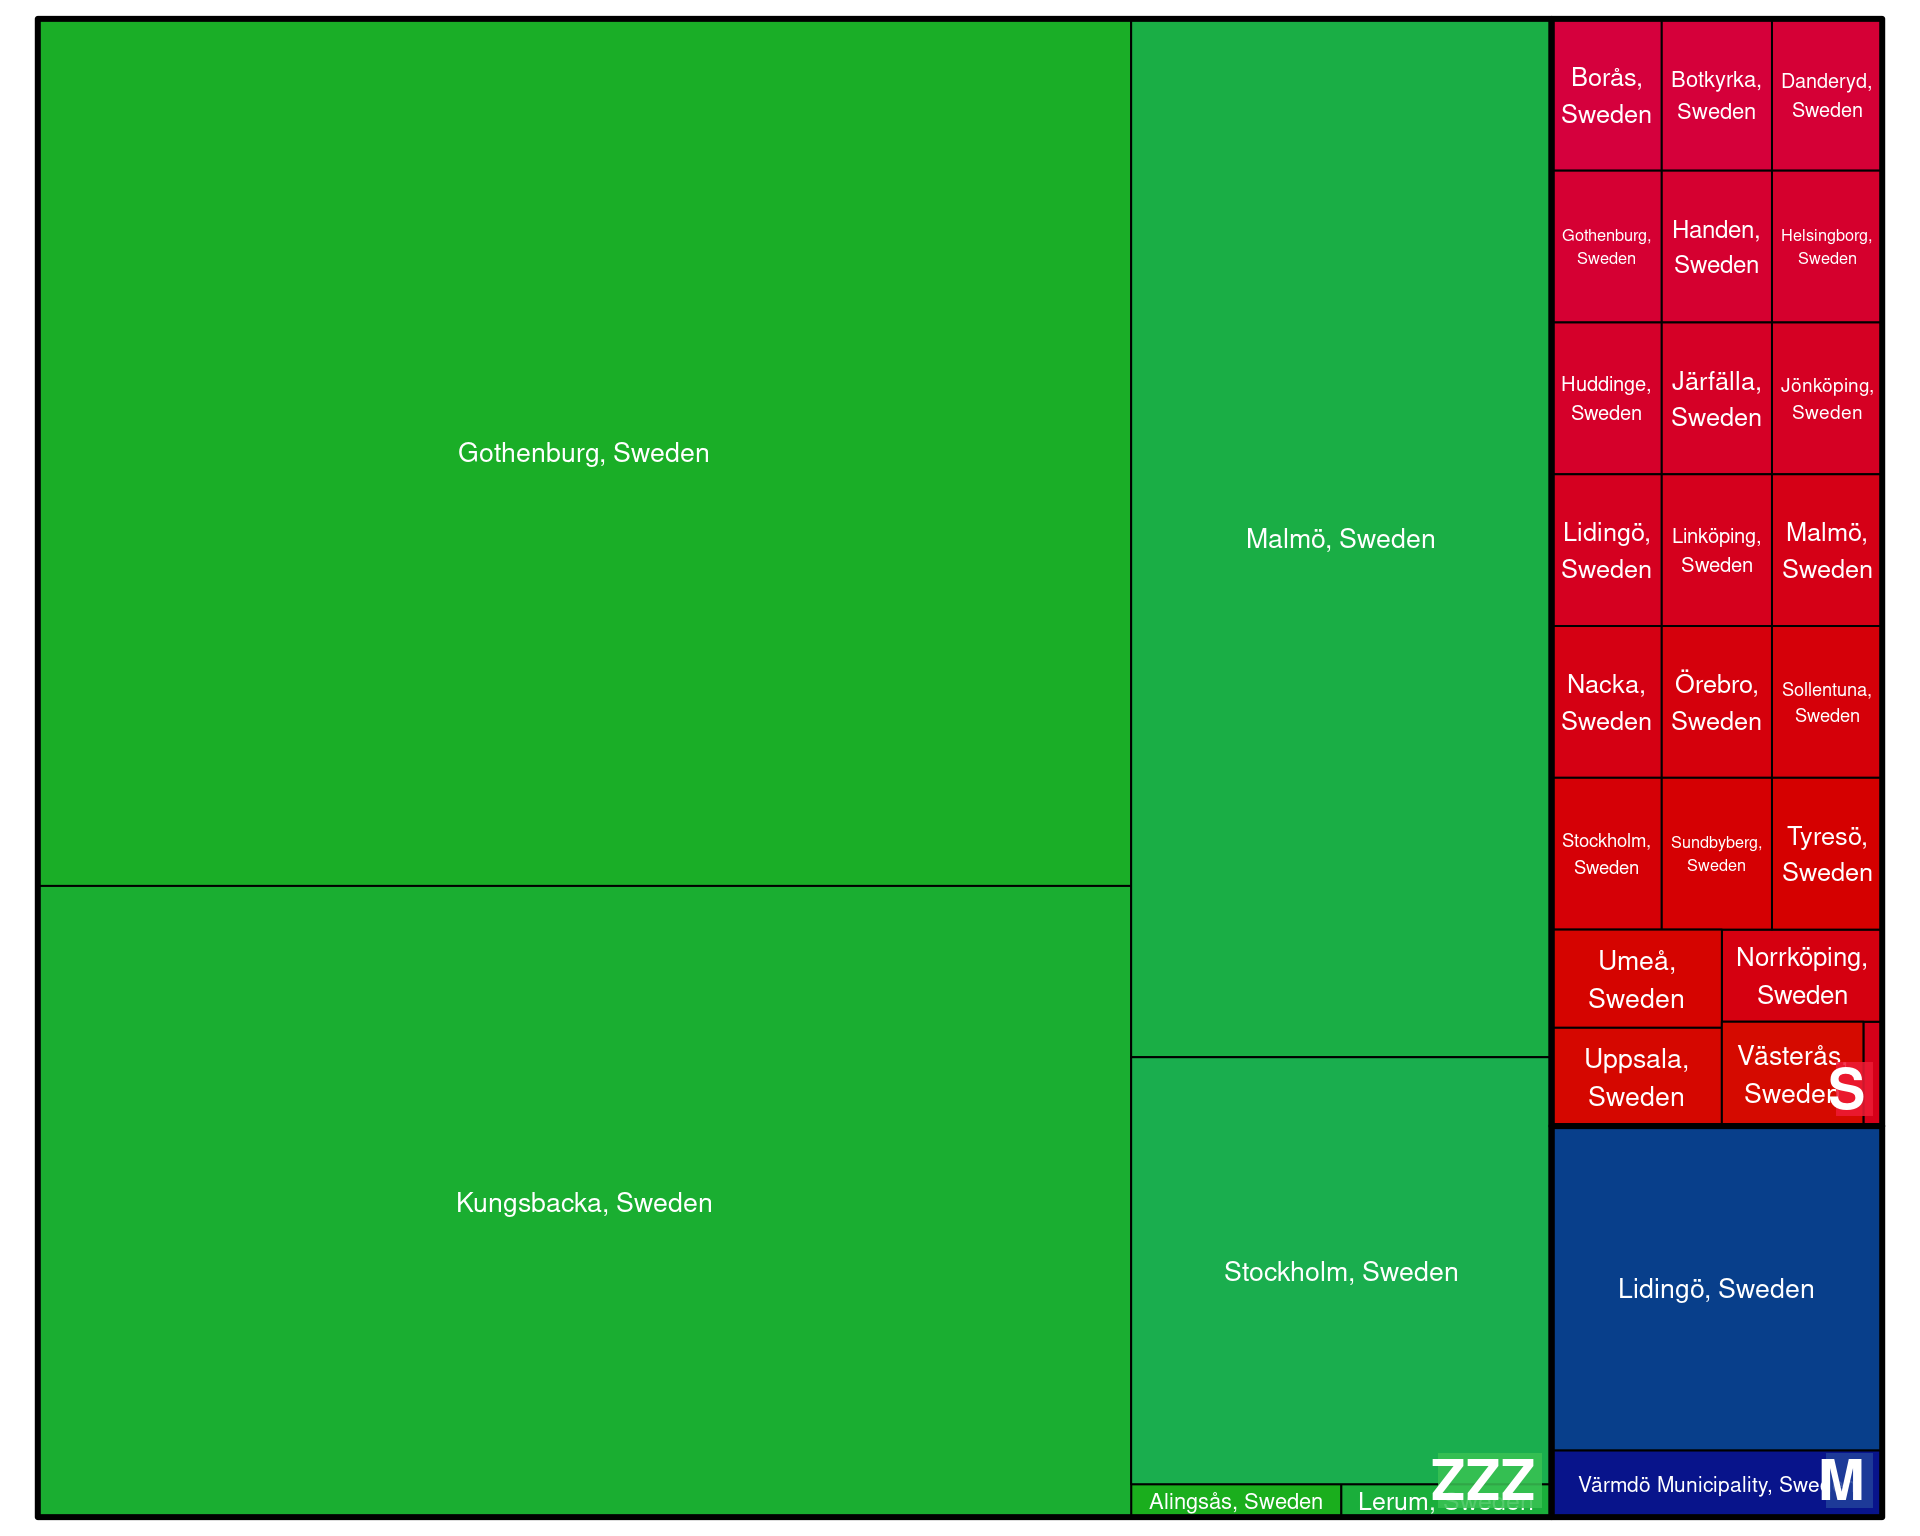 Gothenburg, Sweden
Kungsbacka, Sweden
Malmö, Sweden
Stockholm, Sweden
Alingsås, Sweden
Lerum, Sweden
ZZZ
Borås,
Sweden
Botkyrka,
Sweden
Danderyd,
Sweden
Gothenburg,
Sweden
Handen,
Sweden
Helsingborg,
Sweden
Huddinge,
Sweden
Järfälla,
Sweden
Jönköping,
Sweden
Lidingö,
Sweden
Linköping,
Sweden
Malmö,
Sweden
Nacka,
Sweden
Örebro,
Sweden
Sollentuna,
Sweden
Stockholm,
Sweden
Sundbyberg,
Sweden
Tyresö,
Sweden
Umeå,
Sweden
Norrköping,
Sweden
Uppsala,
Sweden
Västerås,
Sweden
S
Lidingö, Sweden
Värmdö Municipality, Sweden
M